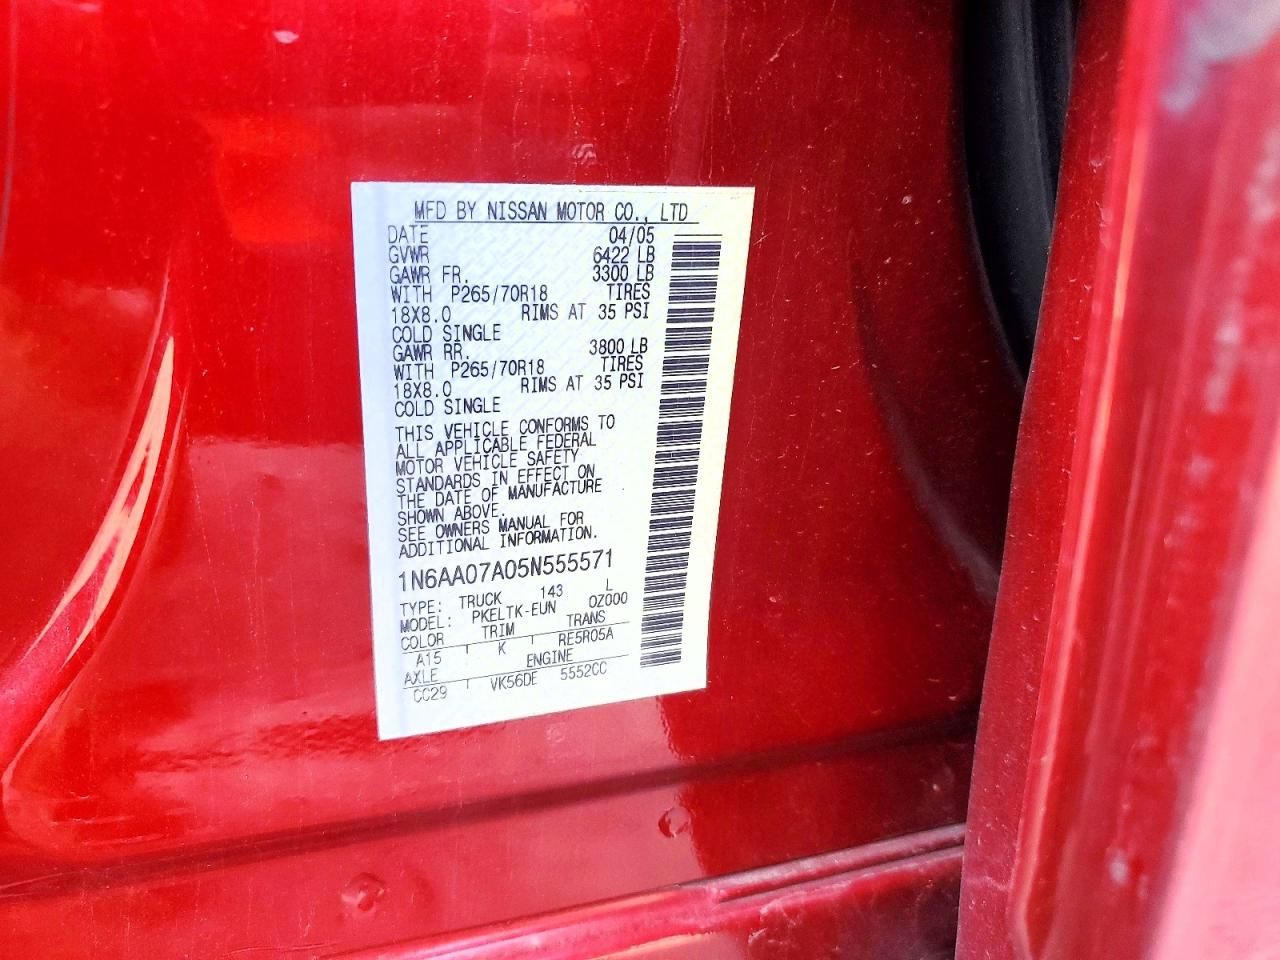 MFD BY NISSAN MOTOR CO., LTD
DATE 04/05
GVWR 6422 LB
GAWR FR. 3300 LB
WITH P265/70R18 TIRES
18X8.0 RIMS AT 35 PSI
COLD SINGLE
GAWR RR. 3800 LB
WITH P265/70R18 TIRES
18X8.0 RIMS AT 35 PSI
COLD SINGLE
THIS VEHICLE CONFORMS TO
ALL APPLICABLE FEDERAL
MOTOR VEHICLE SAFETY
STANDARDS IN EFFECT ON
THE DATE OF MANUFACTURE
SHOWN ABOVE.
SEE OWNERS MANUAL FOR
ADDITIONAL INFORMATION.
1N6AA07A05N555571
TYPE: TRUCK 143 L
MODEL: PKELTK-EUN 0Z000
COLOR TRIM TRANS
A15 K RE5R05A
AXLE ENGINE
CC29 VK56DE 5552CC